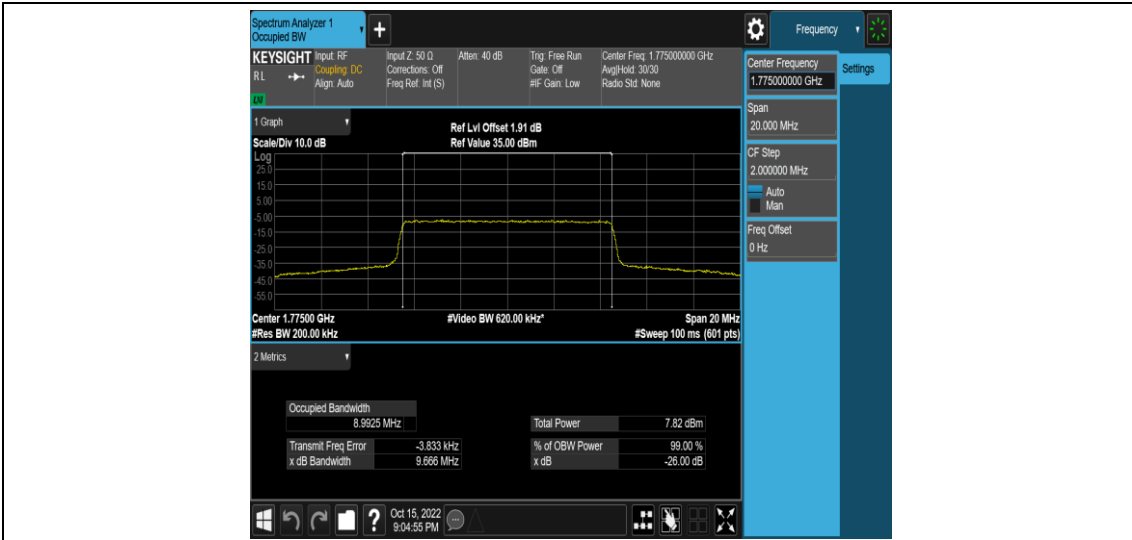 Spectrum Analyzer 1
Occupied BW
+
Frequency
KEYSIGHT
RL
LXI
Input: RF
Coupling: DC
Align: Auto
Input Z: 50 Ω
Corrections: Off
Freq Ref: Int (S)
Atten: 40 dB
Trig: Free Run
Gate: Off
#IF Gain: Low
Center Freq: 1.775000000 GHz
Avg|Hold: 30/30
Radio Std: None
Center Frequency
1.775000000 GHz
Settings
Span
20.000 MHz
CF Step
2.000000 MHz
Auto
Man
Freq Offset
0 Hz
1 Graph
Scale/Div 10.0 dB
Ref Lvl Offset 1.91 dB
Ref Value 35.00 dBm
Log
25.0
15.0
5.00
-5.00
-15.0
-25.0
-35.0
-45.0
-55.0
Center 1.77500 GHz
#Video BW 620.00 kHz*
Span 20 MHz
#Res BW 200.00 kHz
#Sweep 100 ms (601 pts)
2 Metrics
Occupied Bandwidth
8.9925 MHz
Total Power 7.82 dBm
Transmit Freq Error -3.833 kHz
% of OBW Power 99.00 %
x dB Bandwidth 9.666 MHz
x dB -26.00 dB
?
Oct 15, 2022
9:04:55 PM